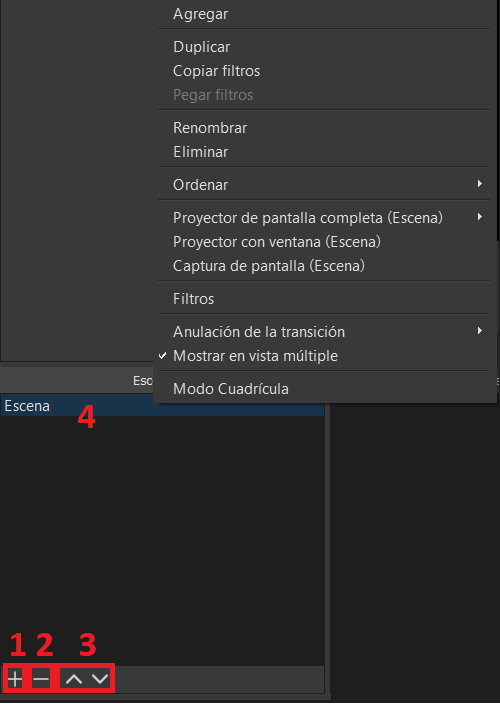 Agregar
Duplicar
Copiar filtros
Pegar filtros
Renombrar
Eliminar
Ordenar
Proyector de pantalla completa (Escena)
Proyector con ventana (Escena)
Captura de pantalla (Escena)
Filtros
Anulación de la transición
Mostrar en vista múltiple
Modo Cuadrícula
Esc
Escena
4
1 2 3